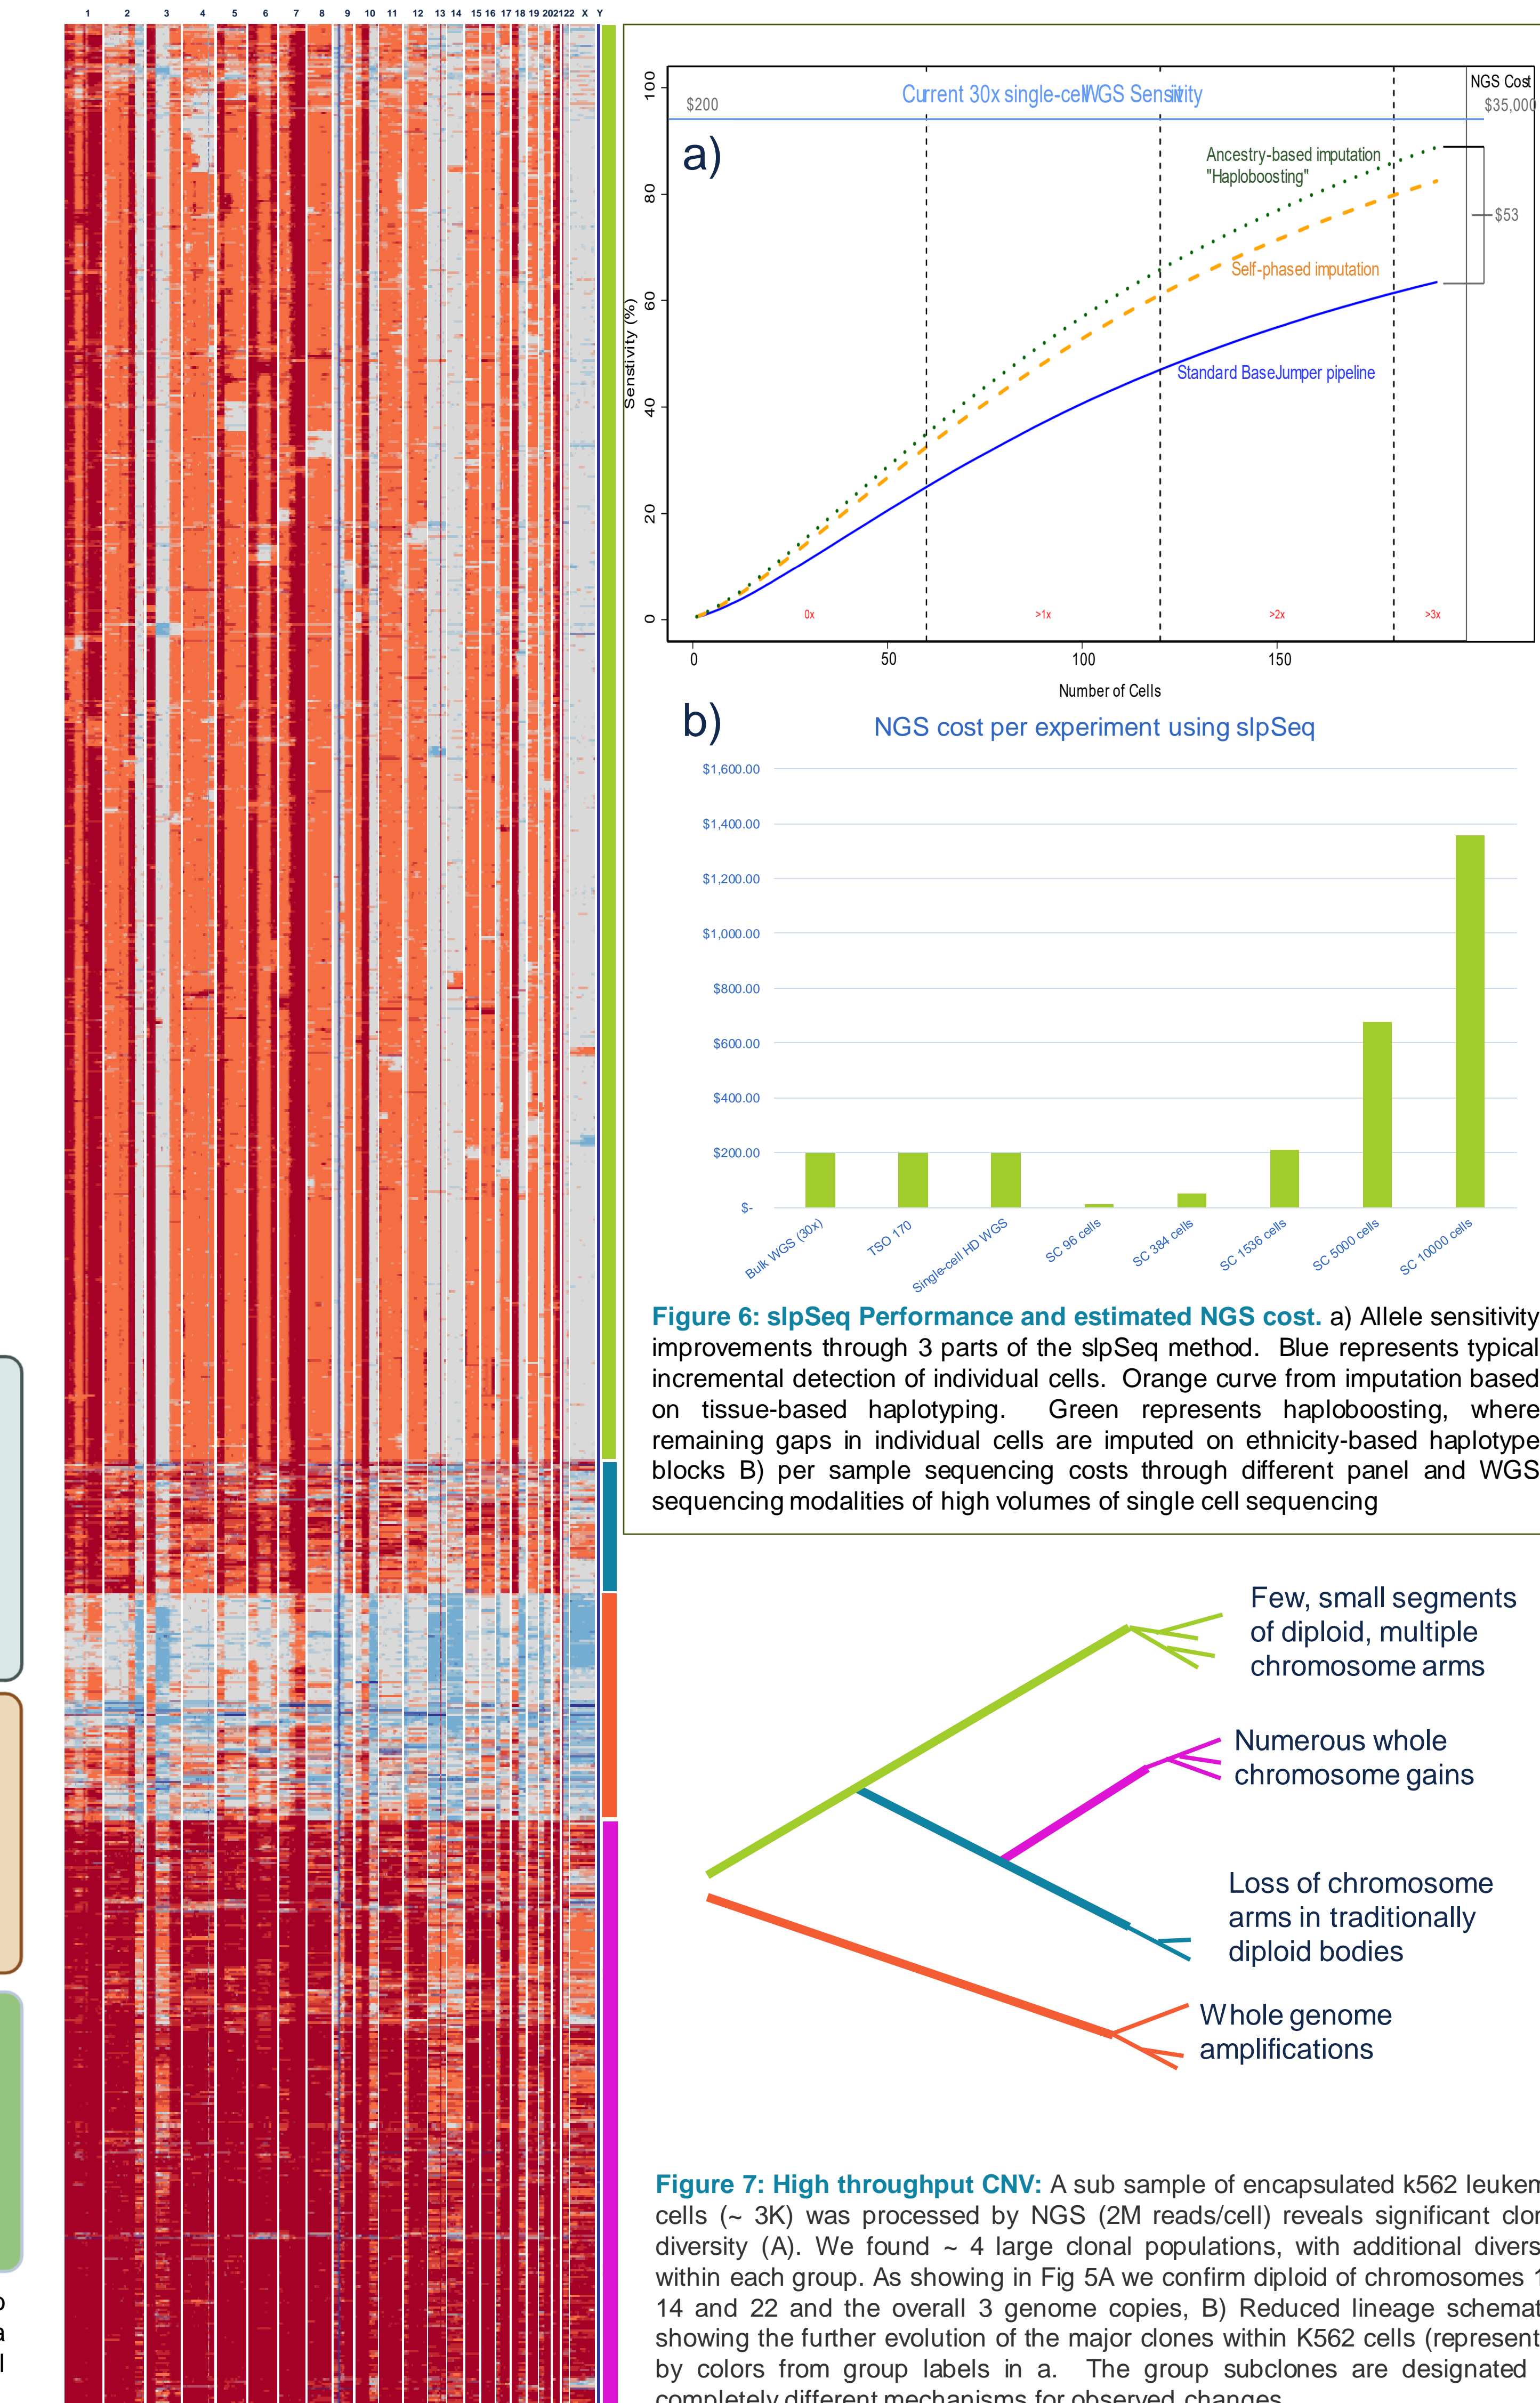 1 2 3 4 5 6 7 8 9 10 11 12 13 14 15 16 17 18 19 20 21 22 X Y
NGS Cost
Current 30x single-cell WGS Sensitivity
$200
$35,000
a)
Ancestry-based imputation
"Haploboosting"
$53
Self-phased imputation
Standard BaseJumper pipeline
Senstivity (%)
100
80
60
40
20
0
0x >1x >2x >3x
0 50 100 150
Number of Cells
b)
NGS cost per experiment using slpSeq
$1,600.00
$1,400.00
$1,200.00
$1,000.00
$800.00
$600.00
$400.00
$200.00
$-
Bulk WGS (30x)
TSO 170
Single-cell HD WGS
SC 96 cells
SC 384 cells
SC 1536 cells
SC 5000 cells
SC 10000 cells
Figure 6: slpSeq Performance and estimated NGS cost. a) Allele sensitivity
improvements through 3 parts of the slpSeq method. Blue represents typical
incremental detection of individual cells. Orange curve from imputation based
on tissue-based haplotyping. Green represents haploboosting, where
remaining gaps in individual cells are imputed on ethnicity-based haplotype
blocks B) per sample sequencing costs through different panel and WGS
sequencing modalities of high volumes of single cell sequencing
Few, small segments
of diploid, multiple
chromosome arms
Numerous whole
chromosome gains
Loss of chromosome
arms in traditionally
diploid bodies
Whole genome
amplifications
Figure 7: High throughput CNV: A sub sample of encapsulated k562
cells (~ 3K) was processed by NGS (2M reads/cell) reveals significant
diversity (A). We found ~ 4 large clonal populations, with additional
within each group. As showing in Fig 5A we confirm diploid of chromosomes
14 and 22 and the overall 3 genome copies, B) Reduced lineage
showing the further evolution of the major clones within K562 cells
by colors from group labels in a. The group subclones are designated
completely different mechanisms for observed changes